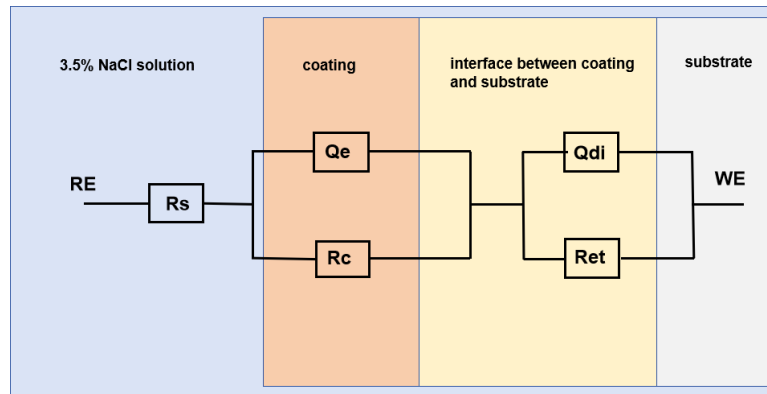 3.5% NaCl solution
coating
interface between coating
and substrate
substrate
Qe
Qdi
RE
Rs
WE
Rc
Ret